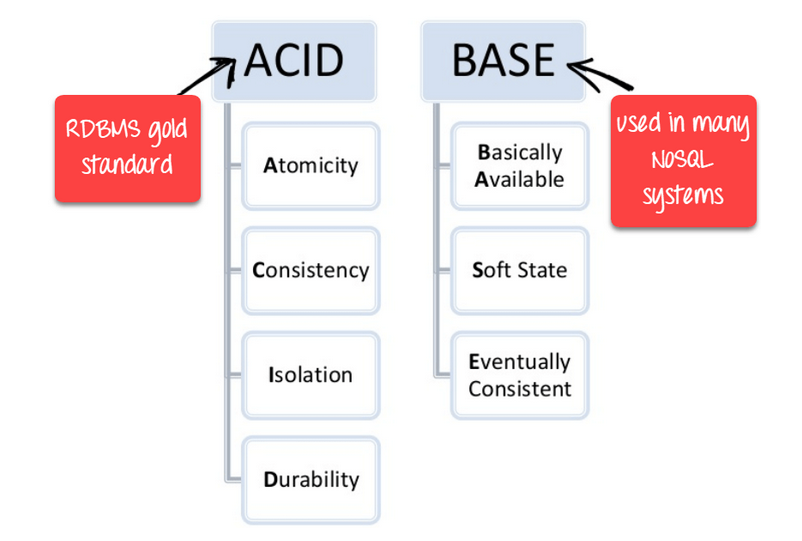 ACID
BASE
RDBMS gold
standard
used in many
NOSQL
systems
Atomicity
Consistency
Isolation
Durability
Basically
Available
Soft State
Eventually
Consistent